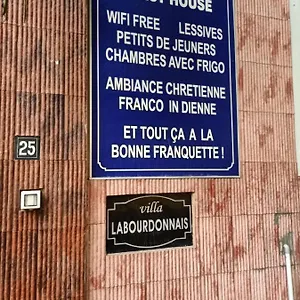 HOUSE
WIFI FREE LESSIVES
PETITS DE JEUNERS
CHAMBRES AVEC FRIGO
AMBIANCE CHRETIENNE
FRANCO IN DIENNE
ET TOUT ÇA A LA
BONNE FRANQUETTE !
25
villa
LABOURDONNAIS